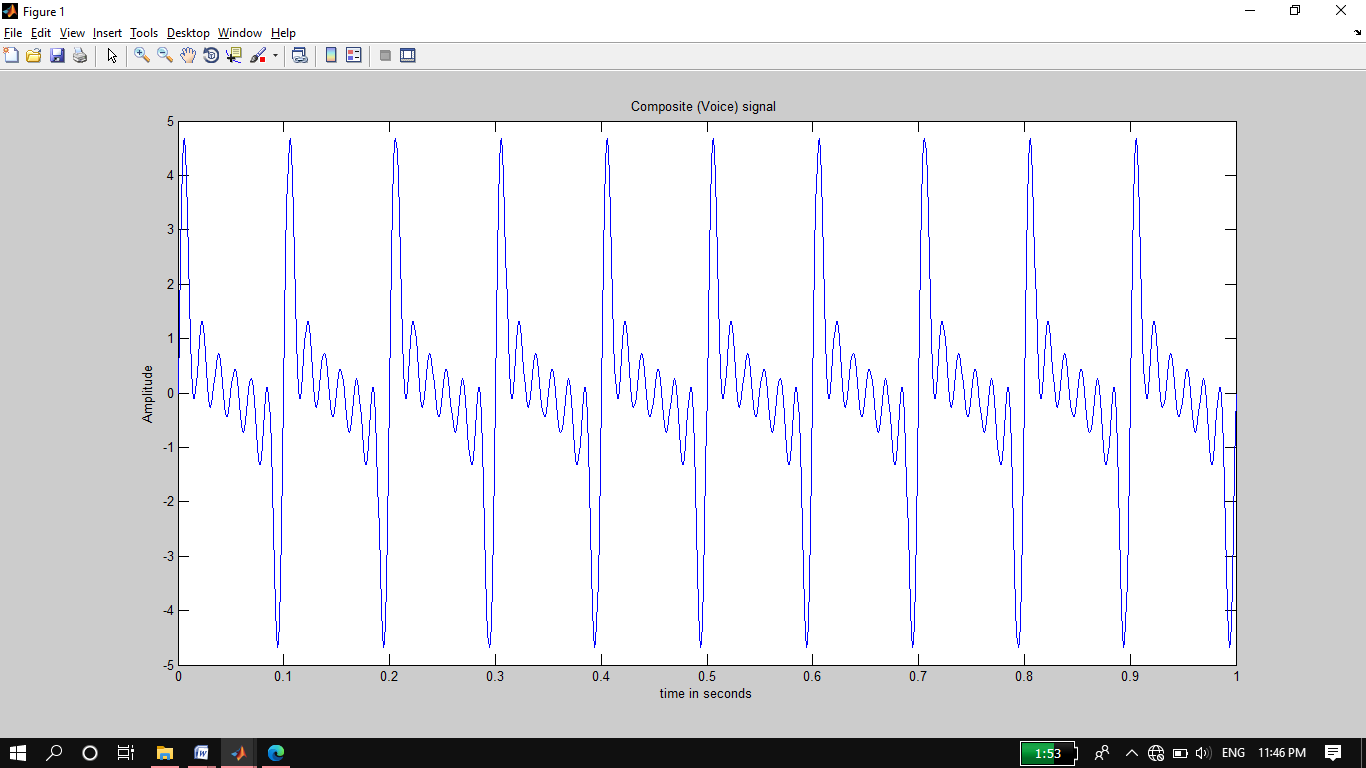 Figure 1
File Edit View Insert Tools Desktop Window Help
Composite (Voice) signal
5
4
3
2
1
0
-1
-2
-3
-4
-5
Amplitude
0 0.1 0.2 0.3 0.4 0.5 0.6 0.7 0.8 0.9 1
time in seconds
1:53 ENG 11:46 PM